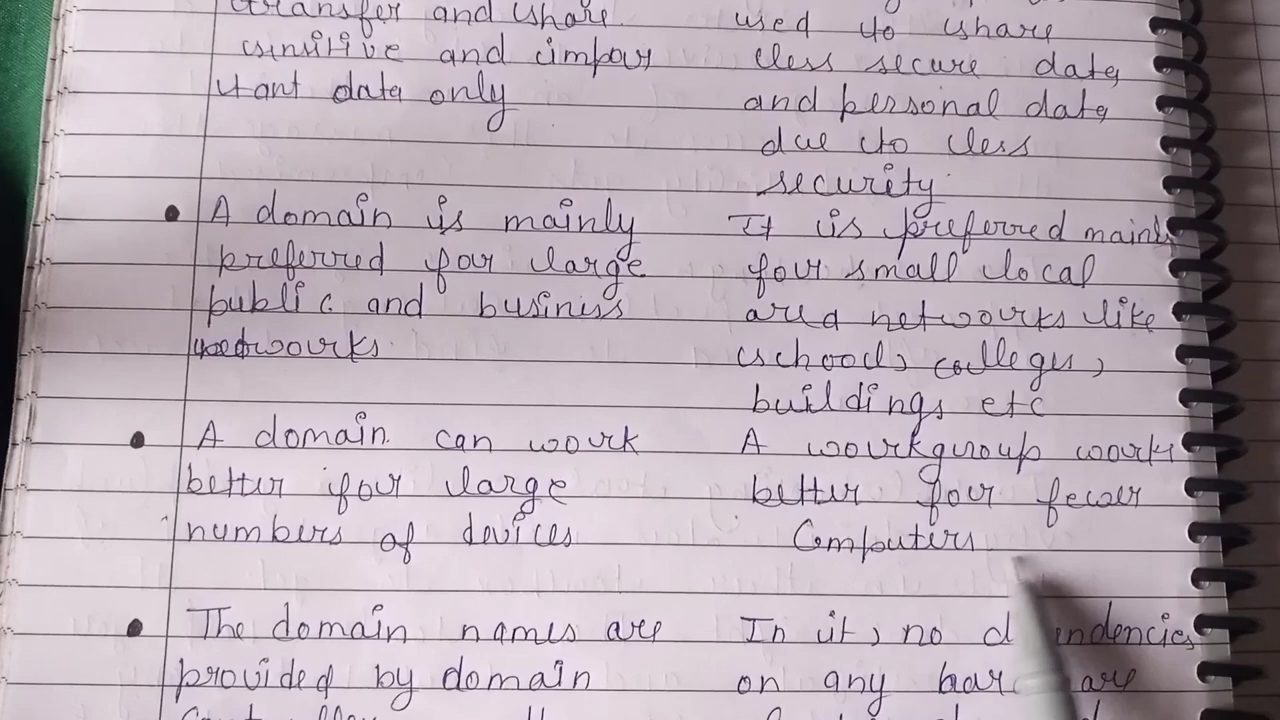 transfer and share
sensitive and impor
tant data only
used to share
less secure data
and personal data
due to less
security.
A domain is mainly
preferred for large
public and business
networks.
It is preferred mainly
for small local
area networks like
school, colleges,
buildings etc
A domain can work
better for large
numbers of devices
A workgroup works
better for fewer
Computers
The domain names are
provided by domain
In it, no
on any